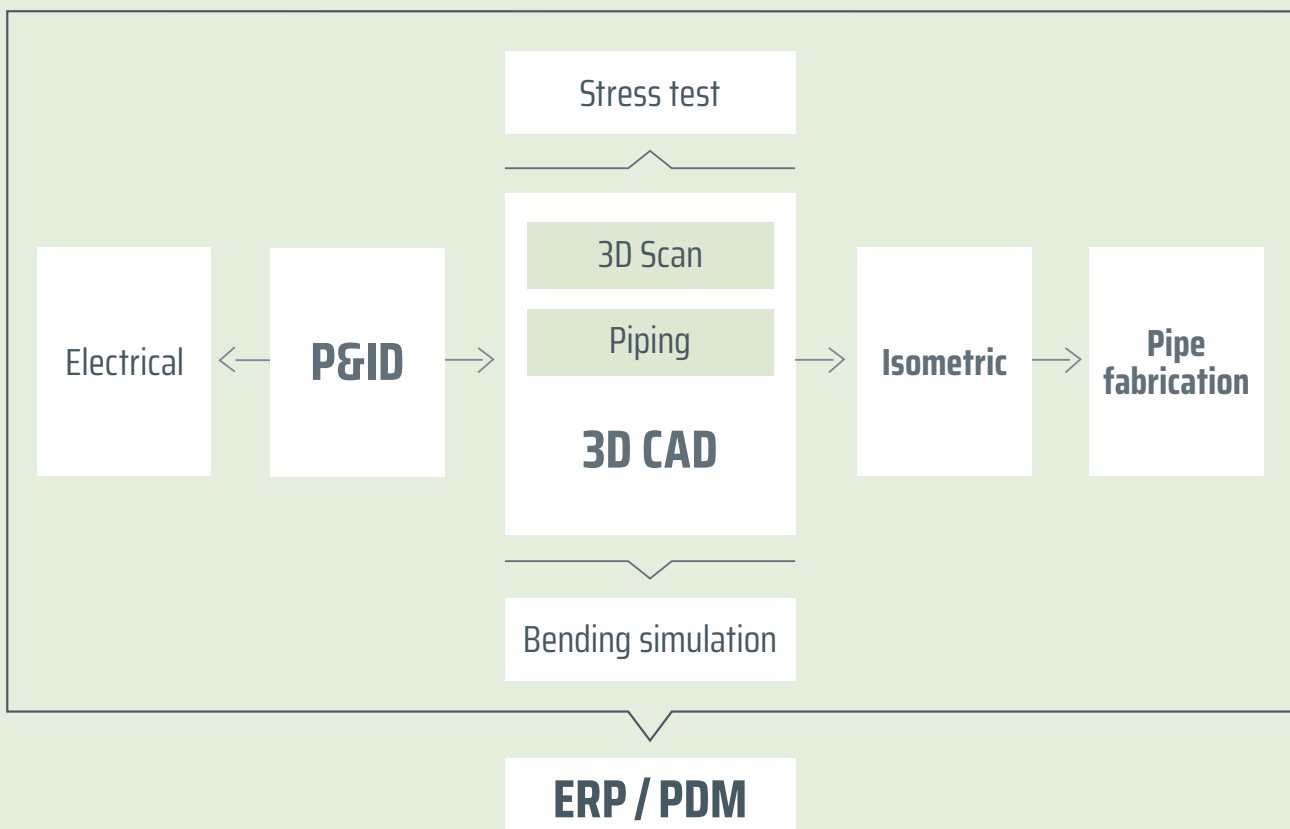 Stress test
3D Scan
Piping
3D CAD
Electrical
P&ID
Isometric
Pipe
fabrication
Bending simulation
ERP / PDM